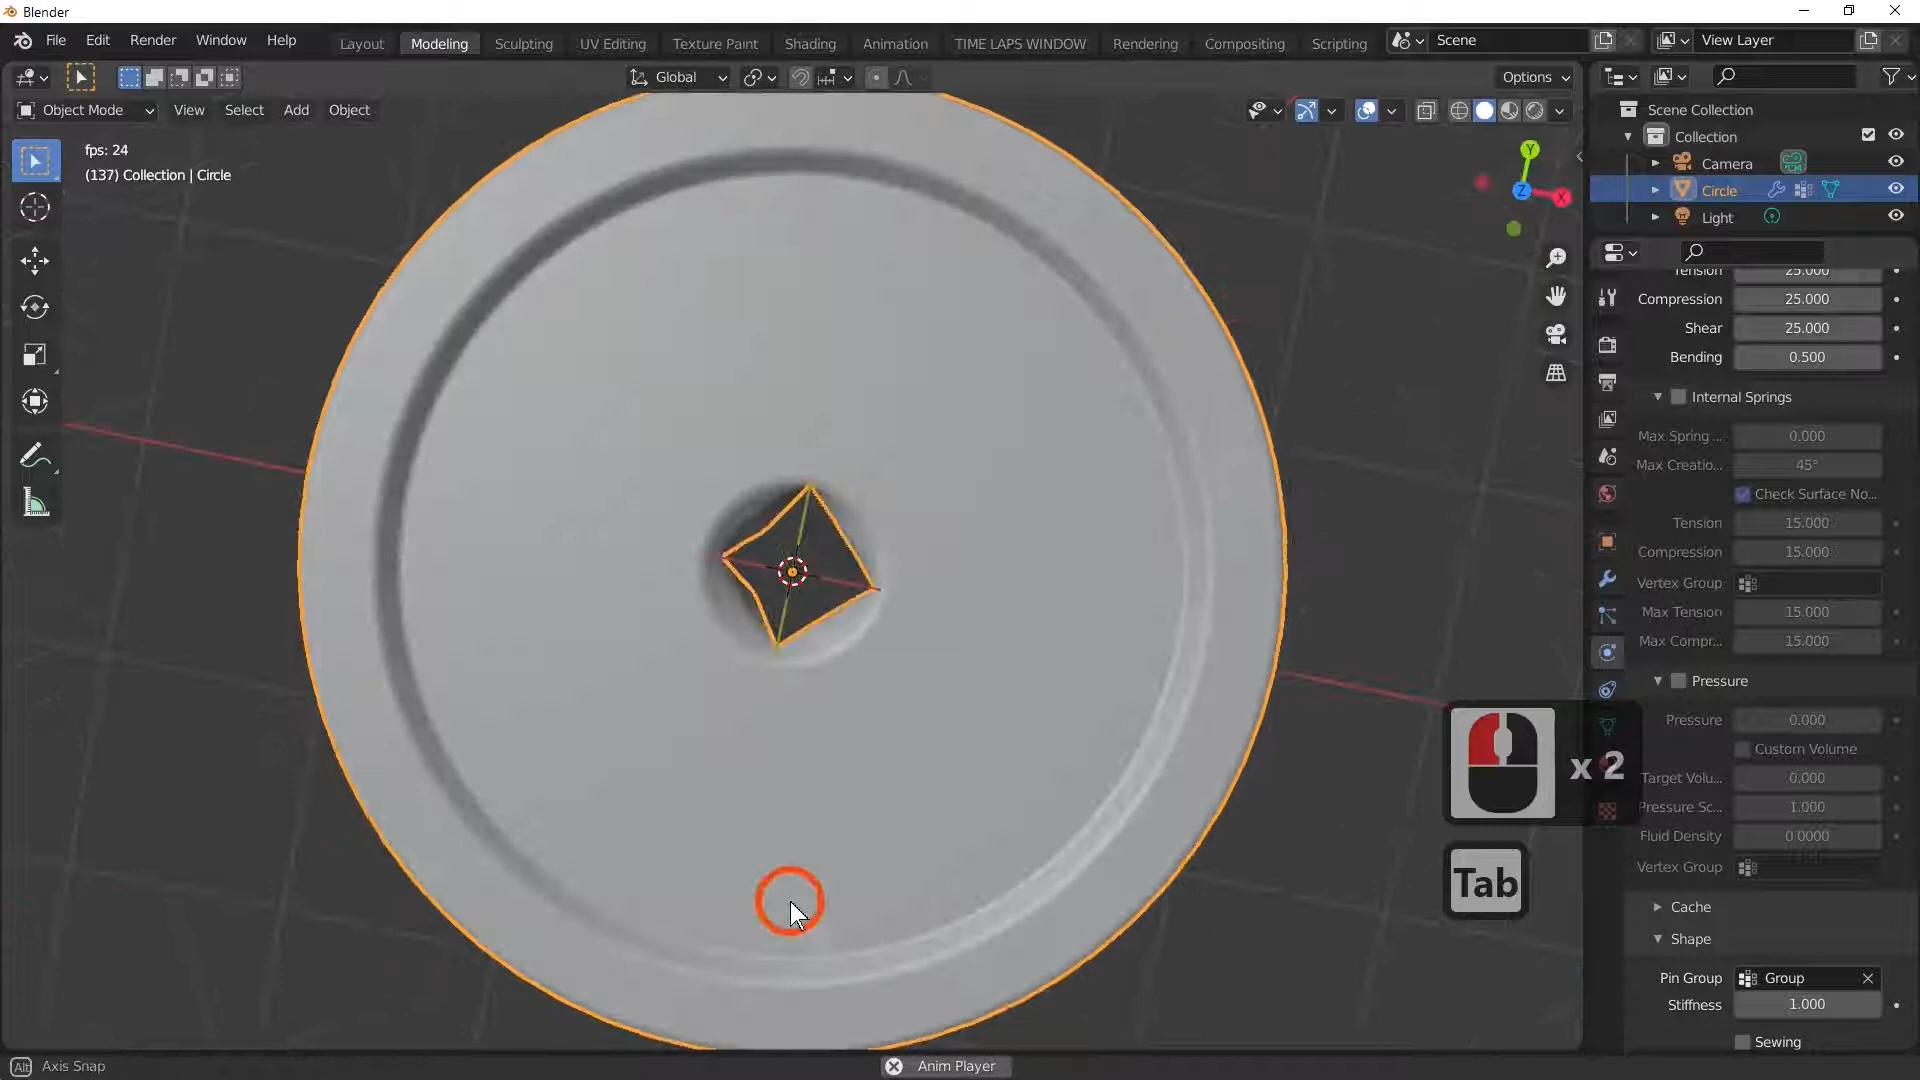 Blender
File Edit Render Window Help
Layout Modeling Sculpting UV Editing Texture Paint Shading Animation TIME LAPS WINDOW Rendering Compositing Scripting
Scene
View Layer
Global
Options
Object Mode View Select Add Object
fps: 24
(137) Collection | Circle
Y
Z
X
Scene Collection
Collection
Camera
Circle
Light
Tension 25.000
Compression 25.000
Shear 25.000
Bending 0.500
Internal Springs
Max Spring ... 0.000
Max Creatio... 45°
Check Surface No...
Tension 15.000
Compression 15.000
Vertex Group
Max Tension 15.000
Max Compr... 15.000
Pressure
Pressure 0.000
Custom Volume
Target Volu... 0.000
Pressure Sc... 1.000
Fluid Density 0.0000
Vertex Group
Cache
Shape
Pin Group Group
Stiffness 1.000
Sewing
x 2
Tab
Alt Axis Snap
Anim Player